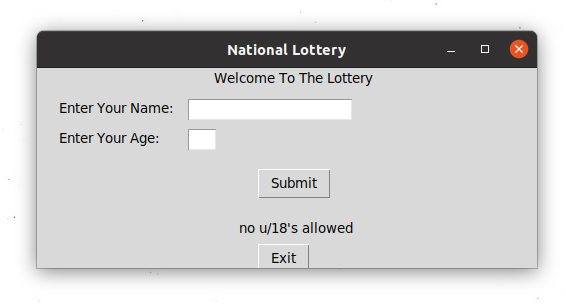 National Lottery
Welcome To The Lottery
Enter Your Name:
Enter Your Age:
Submit
no u/18's allowed
Exit